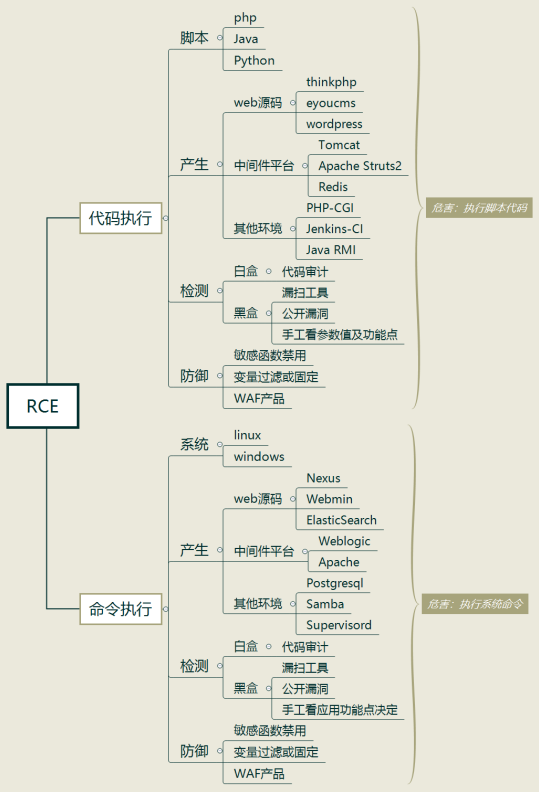 RCE
代码执行
脚本
php
Java
Python
产生
web源码
thinkphp
eyoucms
wordpress
中间件平台
Tomcat
Apache Struts2
Redis
其他环境
PHP-CGI
Jenkins-CI
Java RMI
检测
白盒
代码审计
黑盒
漏扫工具
公开漏洞
手工看参数值及功能点
防御
敏感函数禁用
变量过滤或固定
WAF产品
危害：执行脚本代码
命令执行
系统
linux
windows
产生
web源码
Nexus
Webmin
ElasticSearch
中间件平台
Weblogic
Apache
其他环境
Postgresql
Samba
Supervisord
检测
白盒
代码审计
黑盒
漏扫工具
公开漏洞
手工看应用功能点决定
防御
敏感函数禁用
变量过滤或固定
WAF产品
危害：执行系统命令